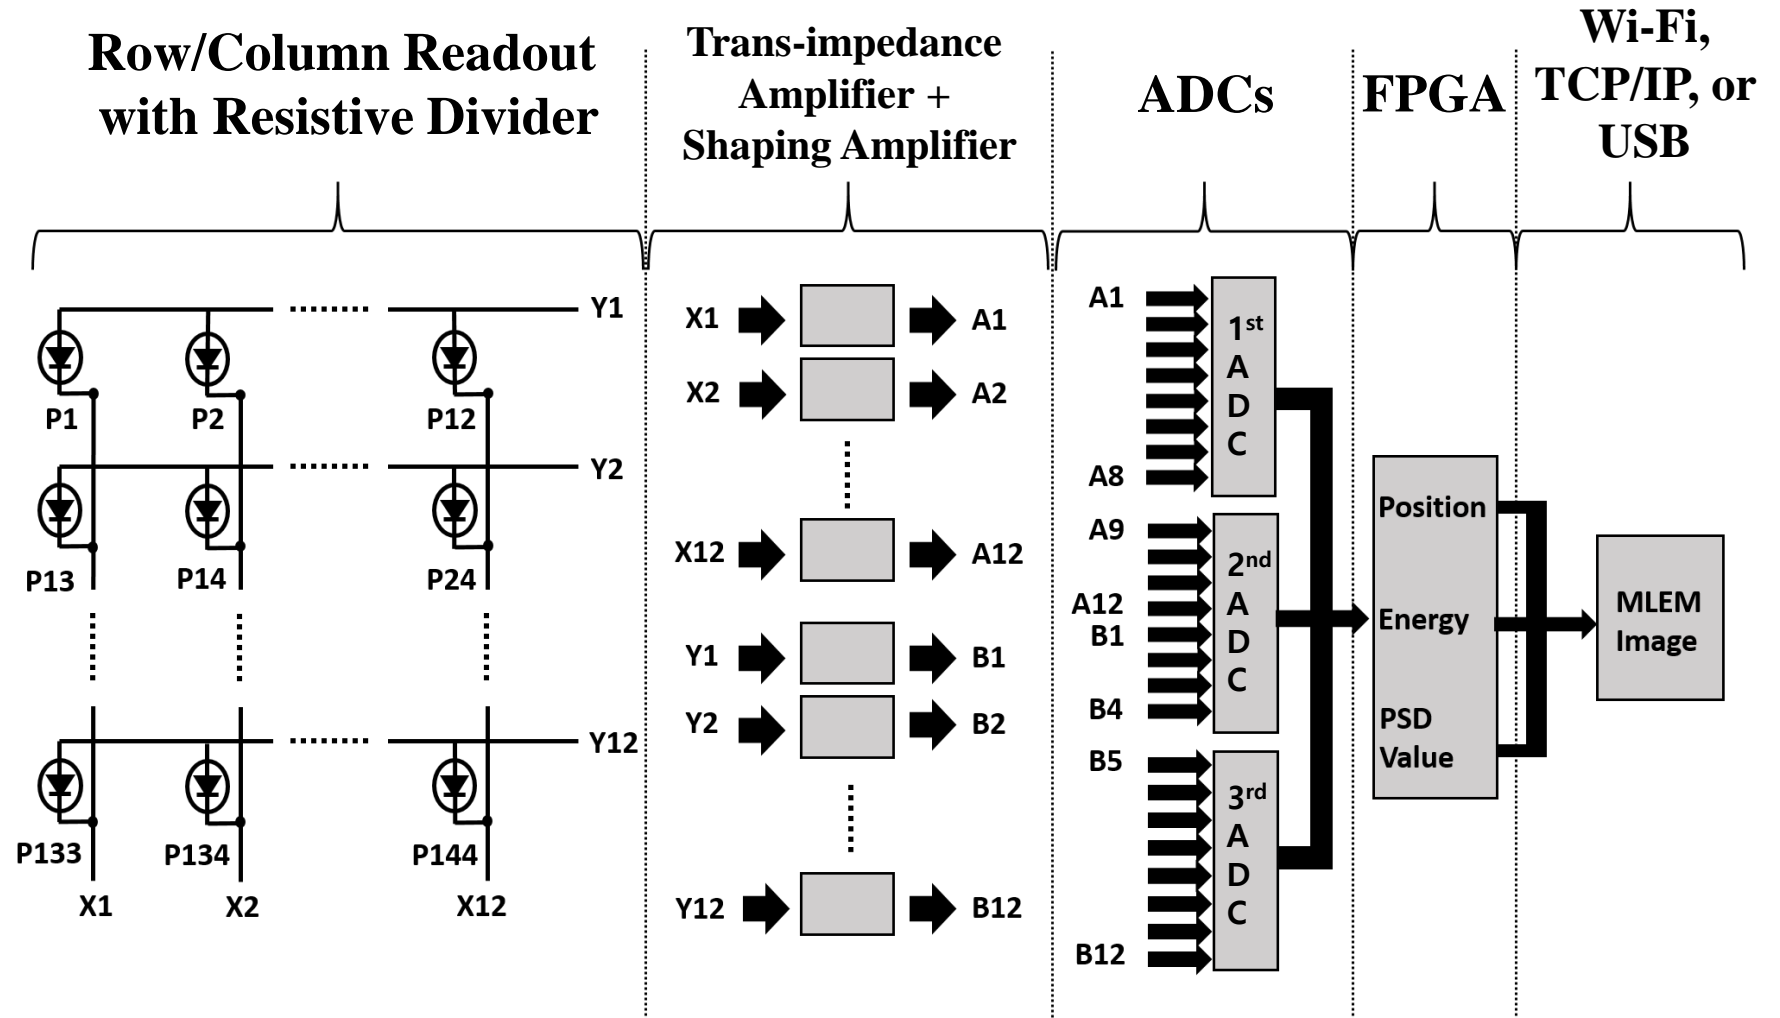 Row/Column Readout
with Resistive Divider
Trans-impedance
Amplifier +
Shaping Amplifier
ADCs
FPGA
Wi-Fi,
TCP/IP, or
USB
Y1
P1
P2
P12
Y2
P13
P14
P24
Y12
P133
P134
P144
X1
X2
X12
X1
A1
X2
A2
X12
A12
Y1
B1
Y2
B2
Y12
B12
A1
A8
1st
A
D
C
A9
A12
B1
B4
2nd
A
D
C
B5
B12
3rd
A
D
C
Position
Energy
PSD
Value
MLEM
Image